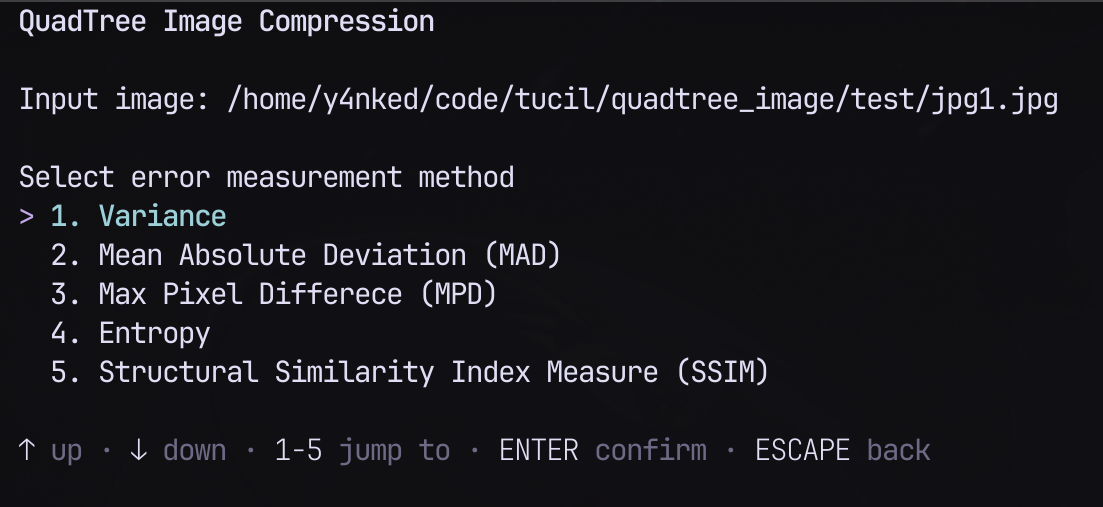 QuadTree Image Compression
Input image: /home/y4nked/code/tucil/quadtree_image/test/jpg1.jpg
Select error measurement method
> 1. Variance
2. Mean Absolute Deviation (MAD)
3. Max Pixel Differece (MPD)
4. Entropy
5. Structural Similarity Index Measure (SSIM)
↑ up · ↓ down · 1-5 jump to · ENTER confirm · ESCAPE back